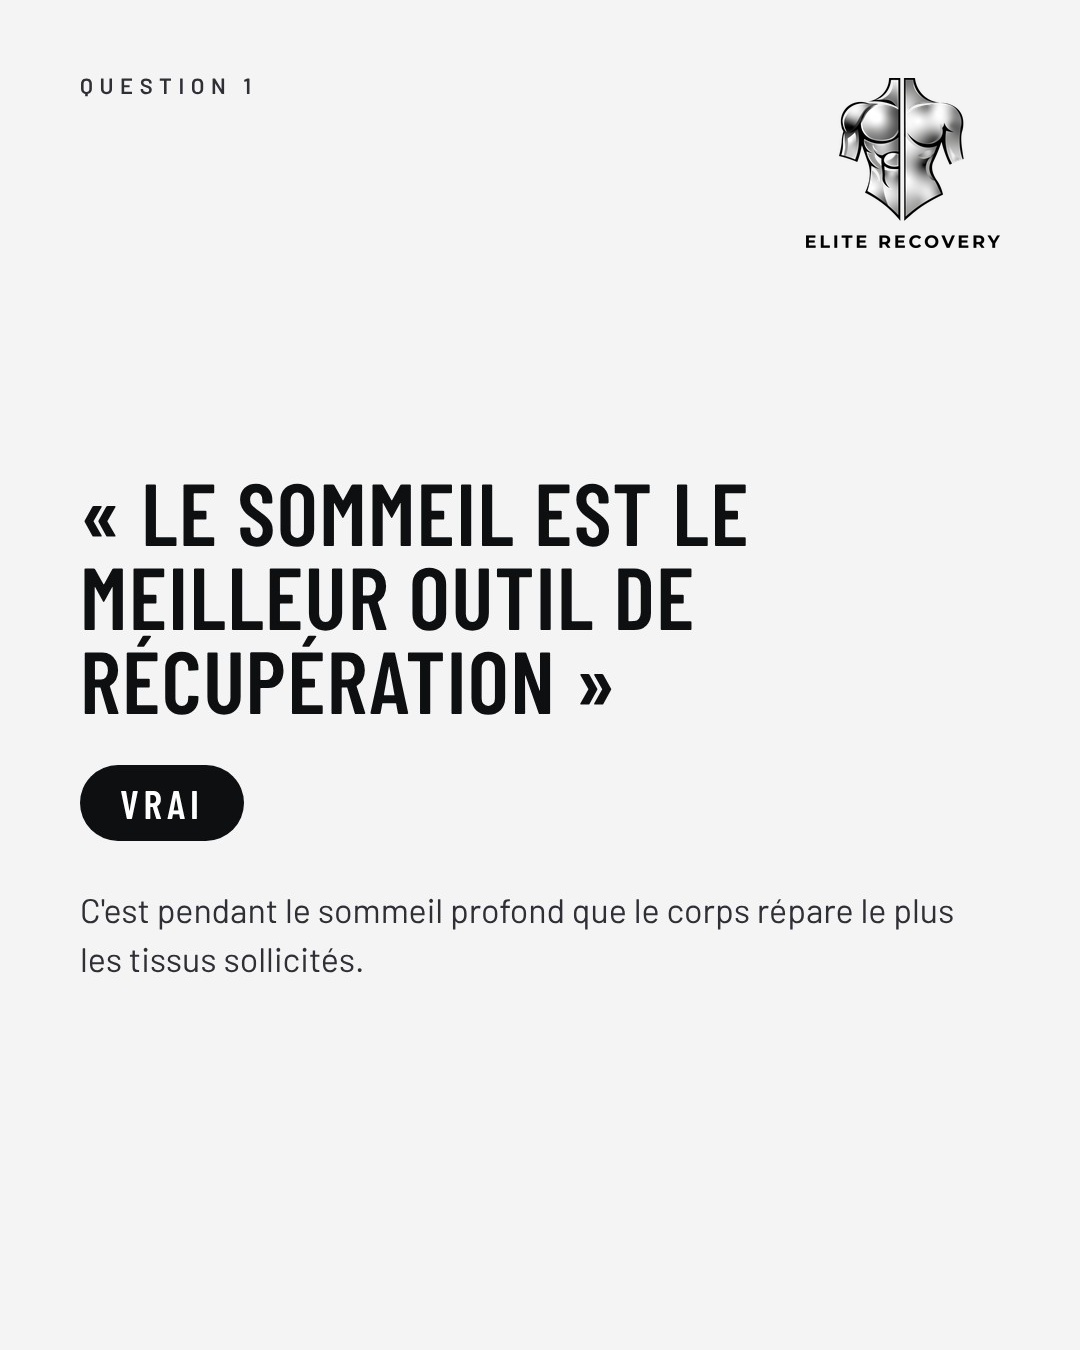 QUESTION 1
ELITE RECOVERY
« LE SOMMEIL EST LE
MEILLEUR OUTIL DE
RÉCUPÉRATION »
VRAI
C'est pendant le sommeil profond que le corps répare le plus
les tissus sollicités.